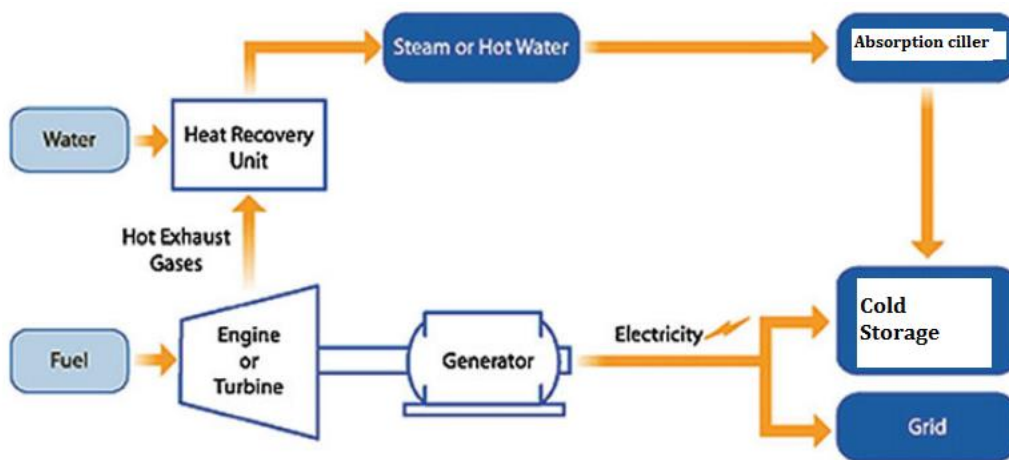 Steam or Hot Water
Absorption ciller
Water
Heat Recovery
Unit
Hot Exhaust
Gases
Fuel
Engine
or
Turbine
Generator
Electricity
Cold
Storage
Grid